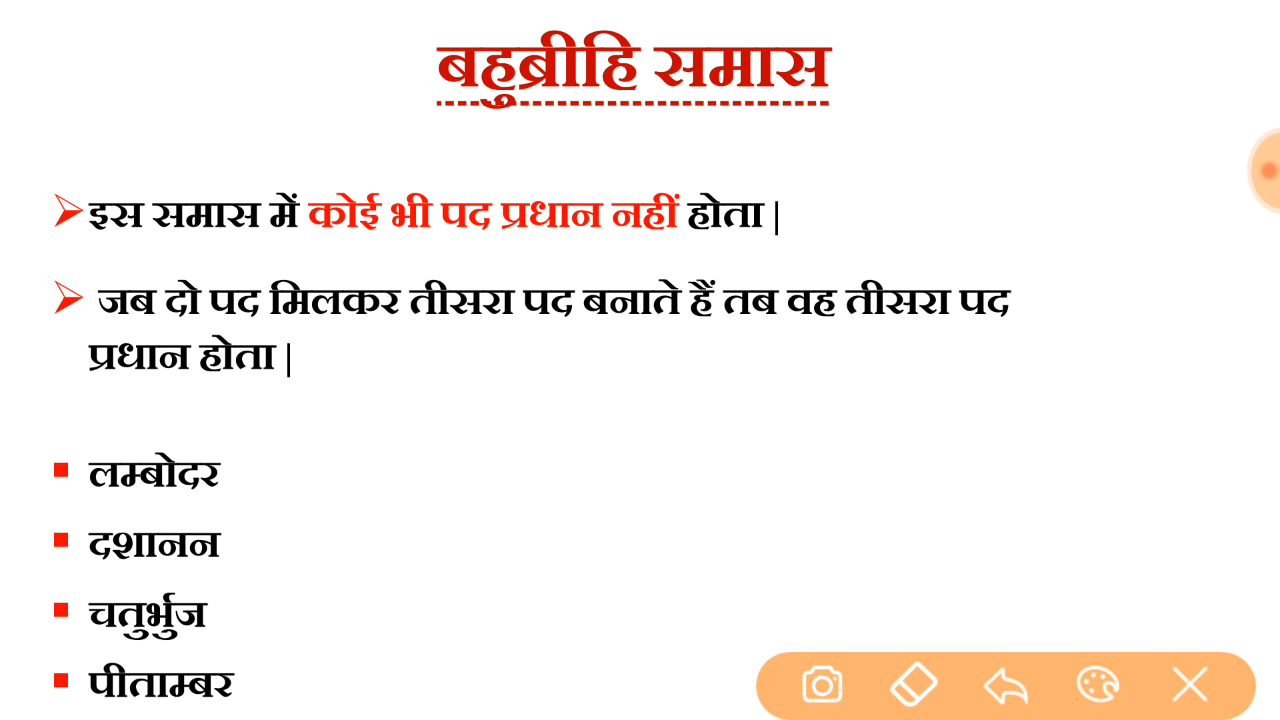 बहुब्रीहि समास
इस समास में कोई भी पद प्रधान नहीं होता |
जब दो पद मिलकर तीसरा पद बनाते हैं तब वह तीसरा पद
प्रधान होता |
लम्बोदर
दशानन
चतुर्भुज
पीताम्बर